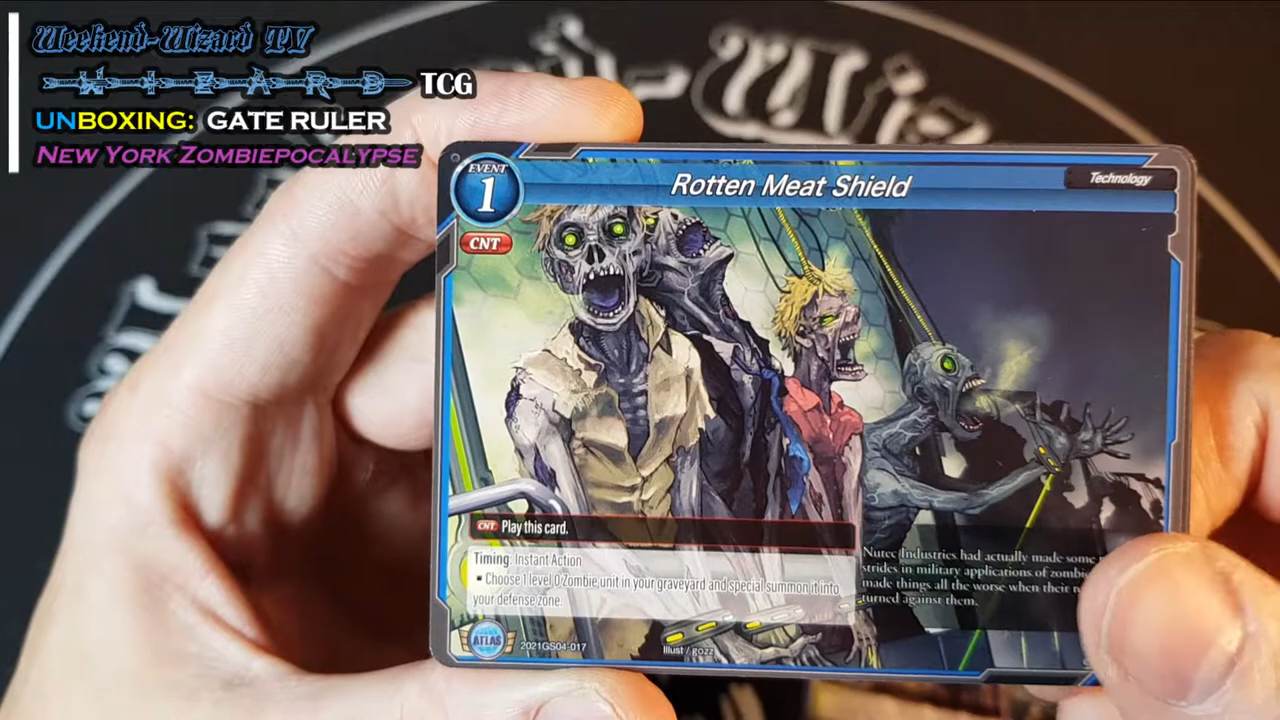 Weekend-Wizard TV
WIZARD TCG
UNBOXING: GATE RULER
NEW YORK ZOMBIEPOCALYPSE
EVENT
1
Rotten Meat Shield
Technology
CNT
CNT Play this card.
Timing: Instant Action
▪ Choose 1 level 0 Zombie unit in your graveyard and special summon it into
your defense zone.
Nutec Industries had actually made some
strides in military applications of
made things all the worse when their
turned against them.
ATLAS
2021GS04-017
Illust / gozz